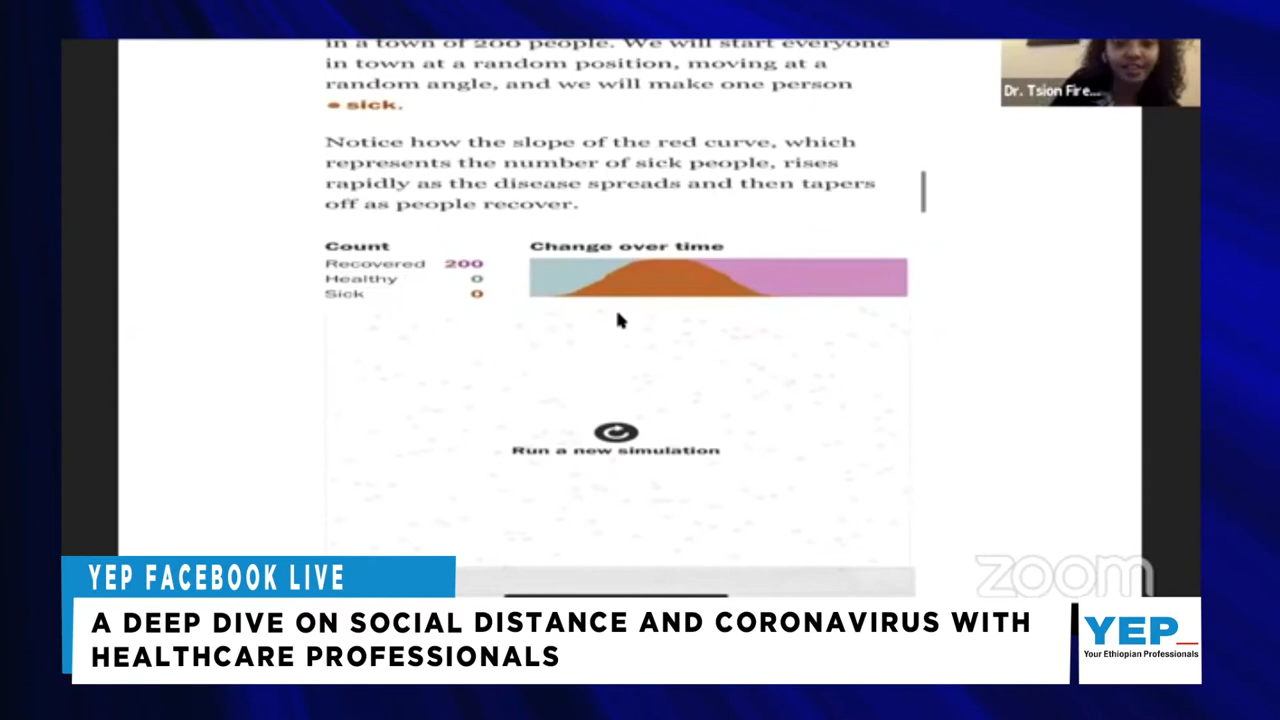 in a town of 200 people. We will start everyone
in town at a random position, moving at a
random angle, and we will make one person
sick.
Dr. Tsion Fire...
Notice how the slope of the red curve, which
represents the number of sick people, rises
rapidly as the disease spreads and then tapers
off as people recover.
Count
Recovered 200
Healthy 0
Sick 0
Change over time
Run a new simulation
zoom
YEP FACEBOOK LIVE
A DEEP DIVE ON SOCIAL DISTANCE AND CORONAVIRUS WITH
HEALTHCARE PROFESSIONALS
YEP_
Your Ethiopian Professionals